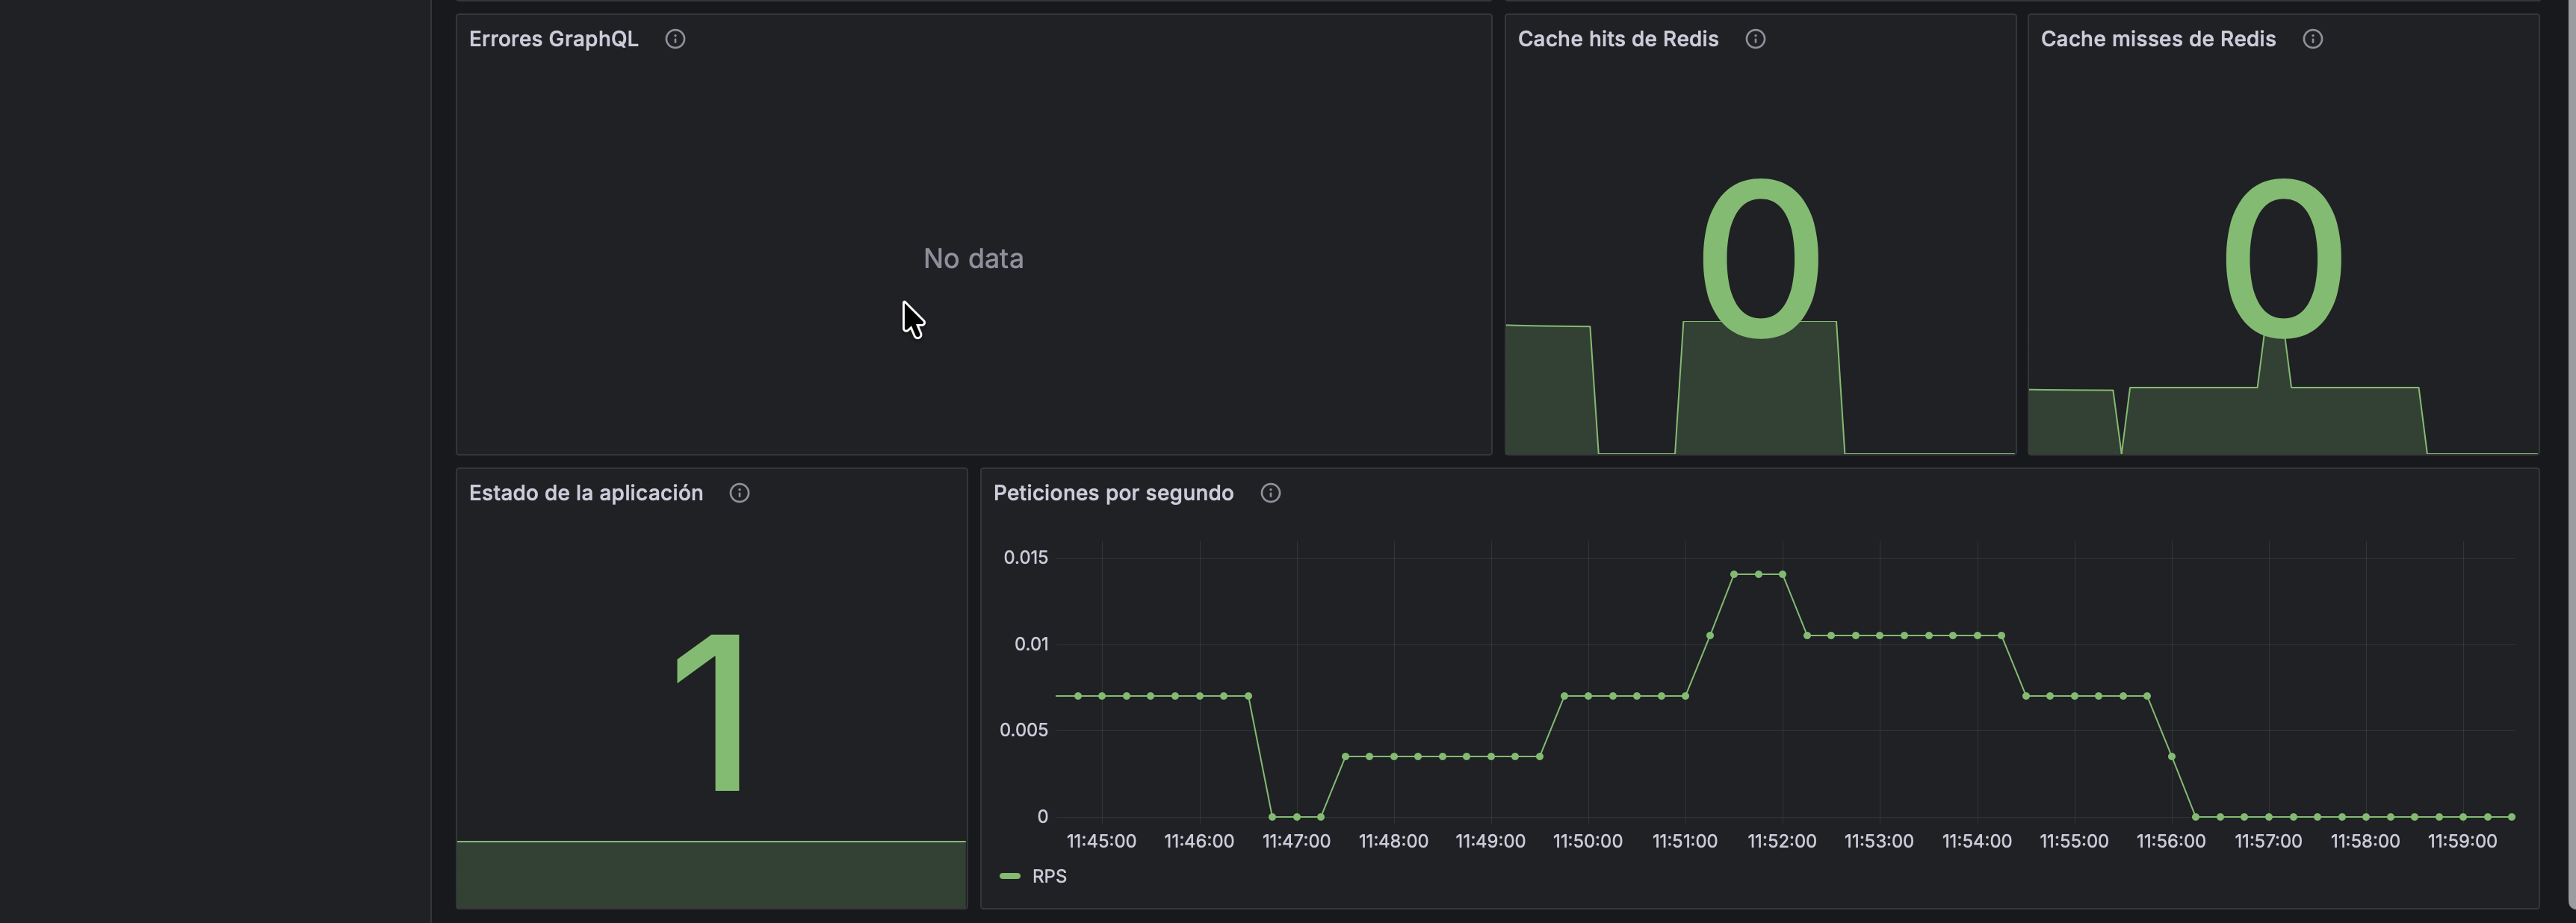 Errores GraphQL
No data
Cache hits de Redis
0
Cache misses de Redis
0
Estado de la aplicación
1
Peticiones por segundo
0.015
0.01
0.005
0
11:45:00 11:46:00 11:47:00 11:48:00 11:49:00 11:50:00 11:51:00 11:52:00 11:53:00 11:54:00 11:55:00 11:56:00 11:57:00 11:58:00 11:59:00
RPS